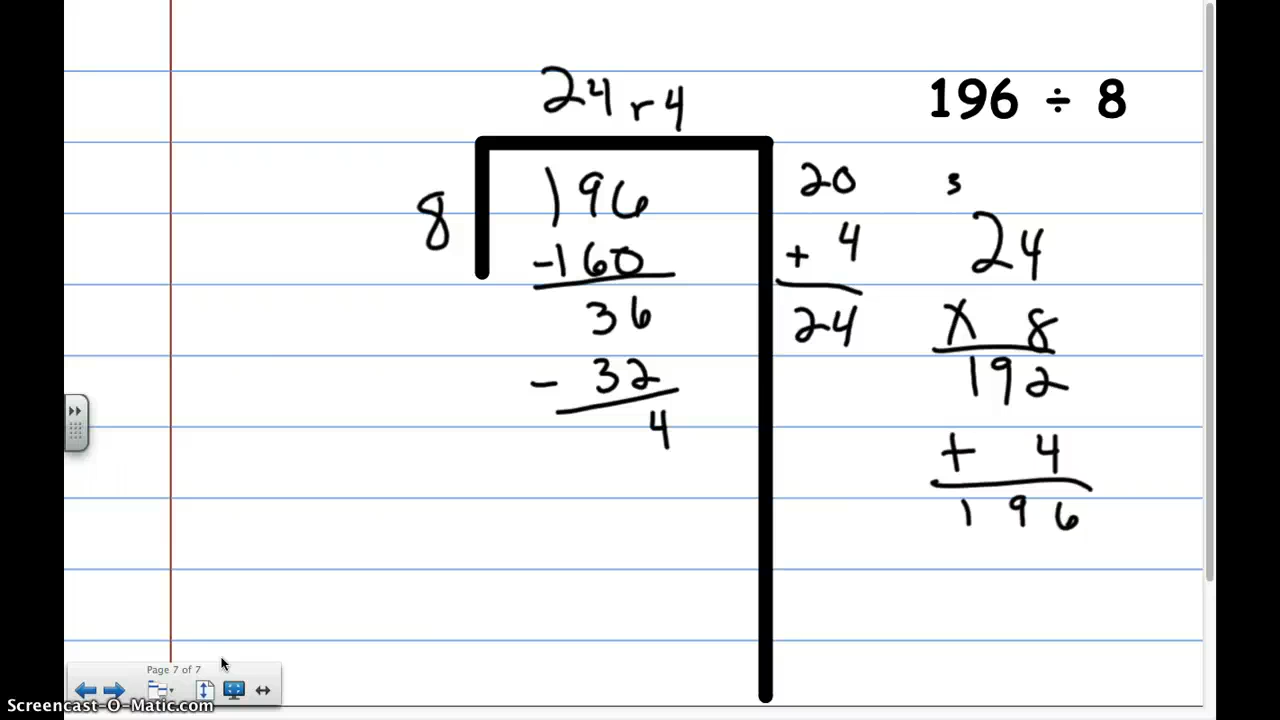 196 ÷ 8
24 r 4
8
196
-160
36
- 32
4
20
+ 4
24
3
24
X 8
192
+ 4
196
Page 7 of 7
Screencast-O-Matic.com